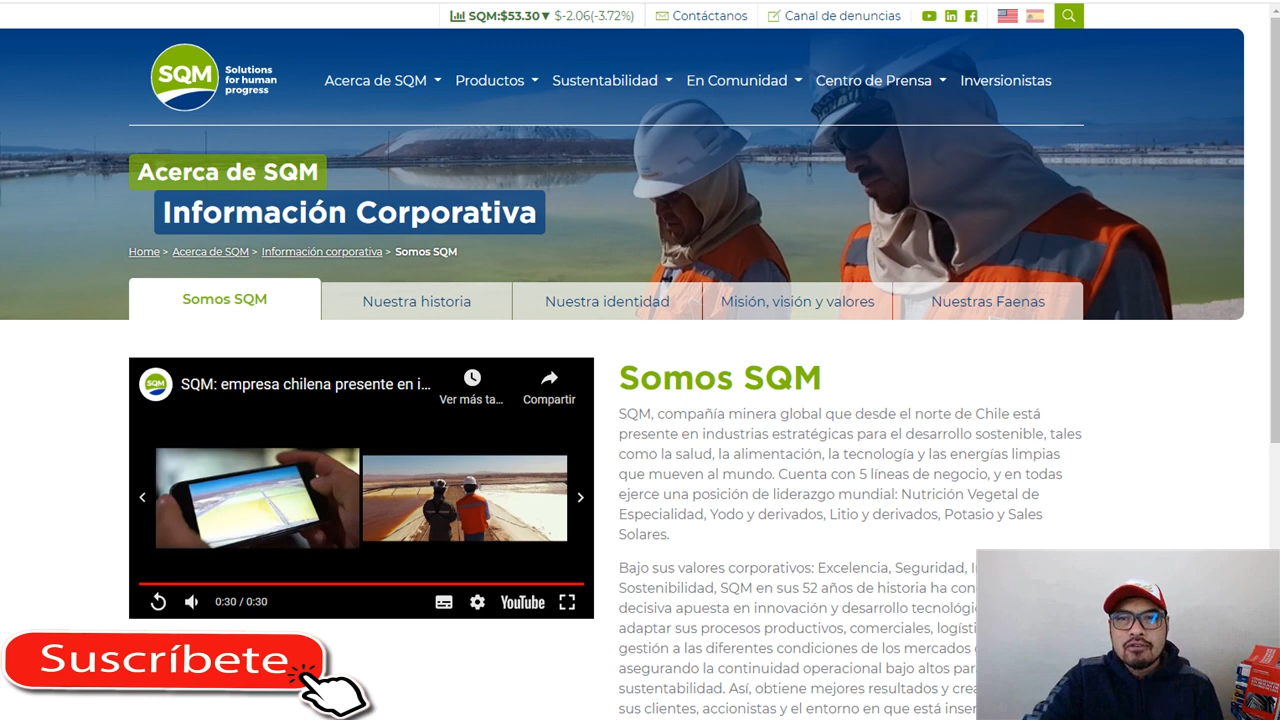 SQM:$53.30▼ $-2.06(-3.72%) Contáctanos Canal de denuncias
SQM Solutions
for human
progress
Acerca de SQM Productos Sustentabilidad En Comunidad Centro de Prensa Inversionistas
Acerca de SQM
Información Corporativa
Home > Acerca de SQM > Información corporativa > Somos SQM
Somos SQM Nuestra historia Nuestra identidad Misión, visión y valores Nuestras Faenas
SQM SQM: empresa chilena presente en i...
Ver más ta... Compartir
0:30 / 0:30 YouTube
Somos SQM
SQM, compañía minera global que desde el norte de Chile está
presente en industrias estratégicas para el desarrollo sostenible, tales
como la salud, la alimentación, la tecnología y las energías limpias
que mueven al mundo. Cuenta con 5 líneas de negocio, y en todas
ejerce una posición de liderazgo mundial: Nutrición Vegetal de
Especialidad, Yodo y derivados, Litio y derivados, Potasio y Sales
Solares.
Bajo sus valores corporativos: Excelencia, Seguridad,
Sostenibilidad, SQM en sus 52 años de historia ha
decisiva apuesta en innovación y desarrollo
adaptar sus procesos productivos, comerciales,
gestión a las diferentes condiciones de los mercados
asegurando la continuidad operacional bajo altos
sustentabilidad. Así, obtiene mejores resultados y
sus clientes, accionistas y el entorno en que está
Suscríbete